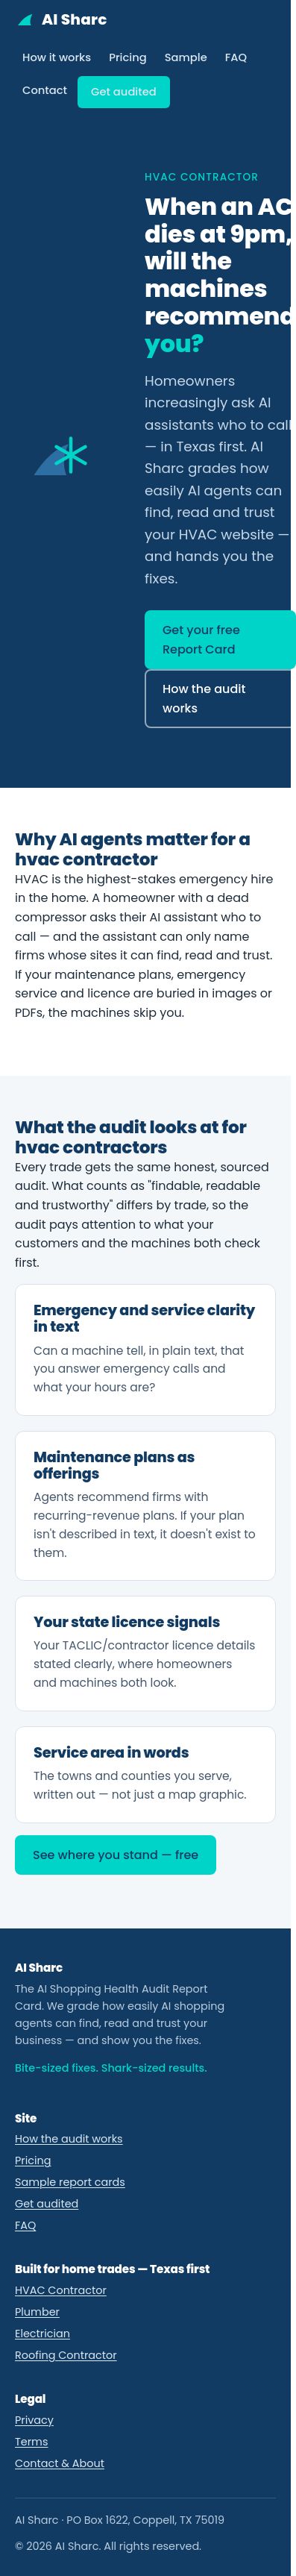 AI Sharc
How it works Pricing Sample FAQ
Contact Get audited
HVAC CONTRACTOR
When an AC
dies at 9pm,
will the
machines
recommend
you?
Homeowners
increasingly ask AI
assistants who to call
— in Texas first. AI
Sharc grades how
easily AI agents can
find, read and trust
your HVAC website —
and hands you the
fixes.
Get your free
Report Card
How the audit
works
Why AI agents matter for a
hvac contractor
HVAC is the highest-stakes emergency hire
in the home. A homeowner with a dead
compressor asks their AI assistant who to
call — and the assistant can only name
firms whose sites it can find, read and trust.
If your maintenance plans, emergency
service and licence are buried in images or
PDFs, the machines skip you.
What the audit looks at for
hvac contractors
Every trade gets the same honest, sourced
audit. What counts as "findable, readable
and trustworthy" differs by trade, so the
audit pays attention to what your
customers and the machines both check
first.
Emergency and service clarity
in text
Can a machine tell, in plain text, that
you answer emergency calls and
what your hours are?
Maintenance plans as
offerings
Agents recommend firms with
recurring-revenue plans. If your plan
isn't described in text, it doesn't exist to
them.
Your state licence signals
Your TACLIC/contractor licence details
stated clearly, where homeowners
and machines both look.
Service area in words
The towns and counties you serve,
written out — not just a map graphic.
See where you stand — free
AI Sharc
The AI Shopping Health Audit Report
Card. We grade how easily AI shopping
agents can find, read and trust your
business — and show you the fixes.
Bite-sized fixes. Shark-sized results.
Site
How the audit works
Pricing
Sample report cards
Get audited
FAQ
Built for home trades — Texas first
HVAC Contractor
Plumber
Electrician
Roofing Contractor
Legal
Privacy
Terms
Contact & About
AI Sharc · PO Box 1622, Coppell, TX 75019
© 2026 AI Sharc. All rights reserved.